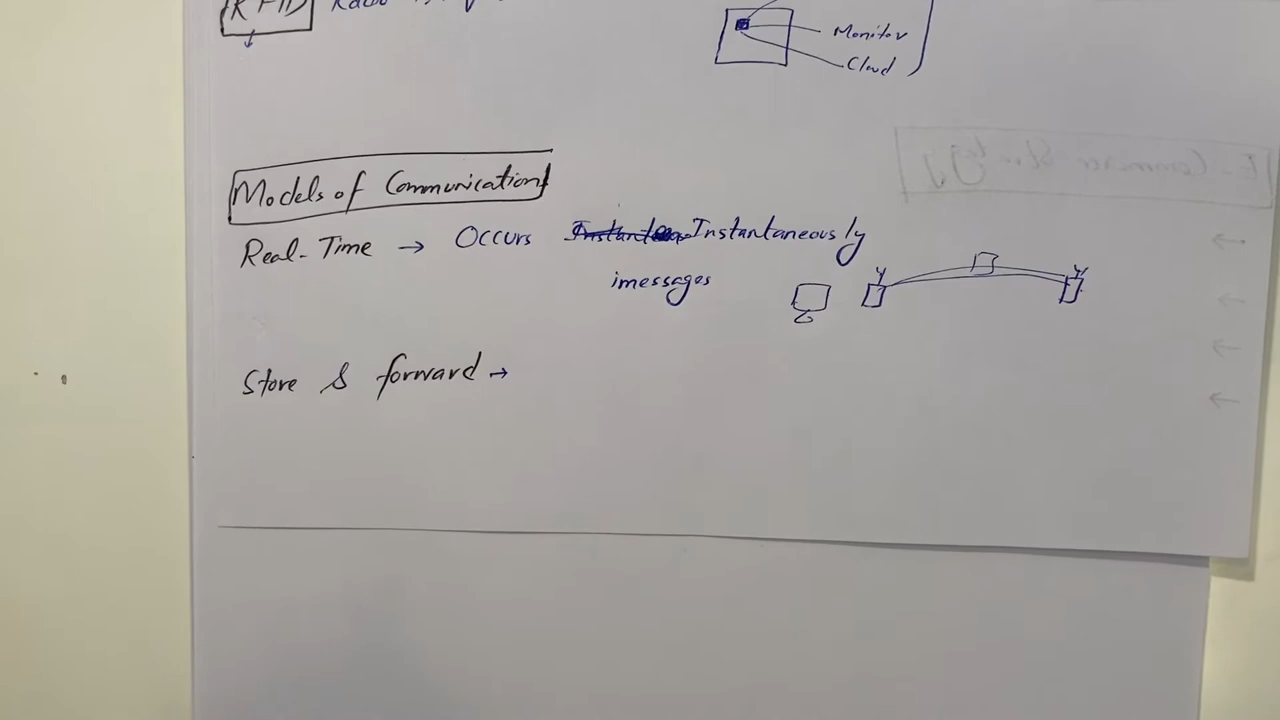 RFID
Monitor
Cloud
Models of Communication
Real-Time → Occurs Instantaneously
imessages
Store & forward →